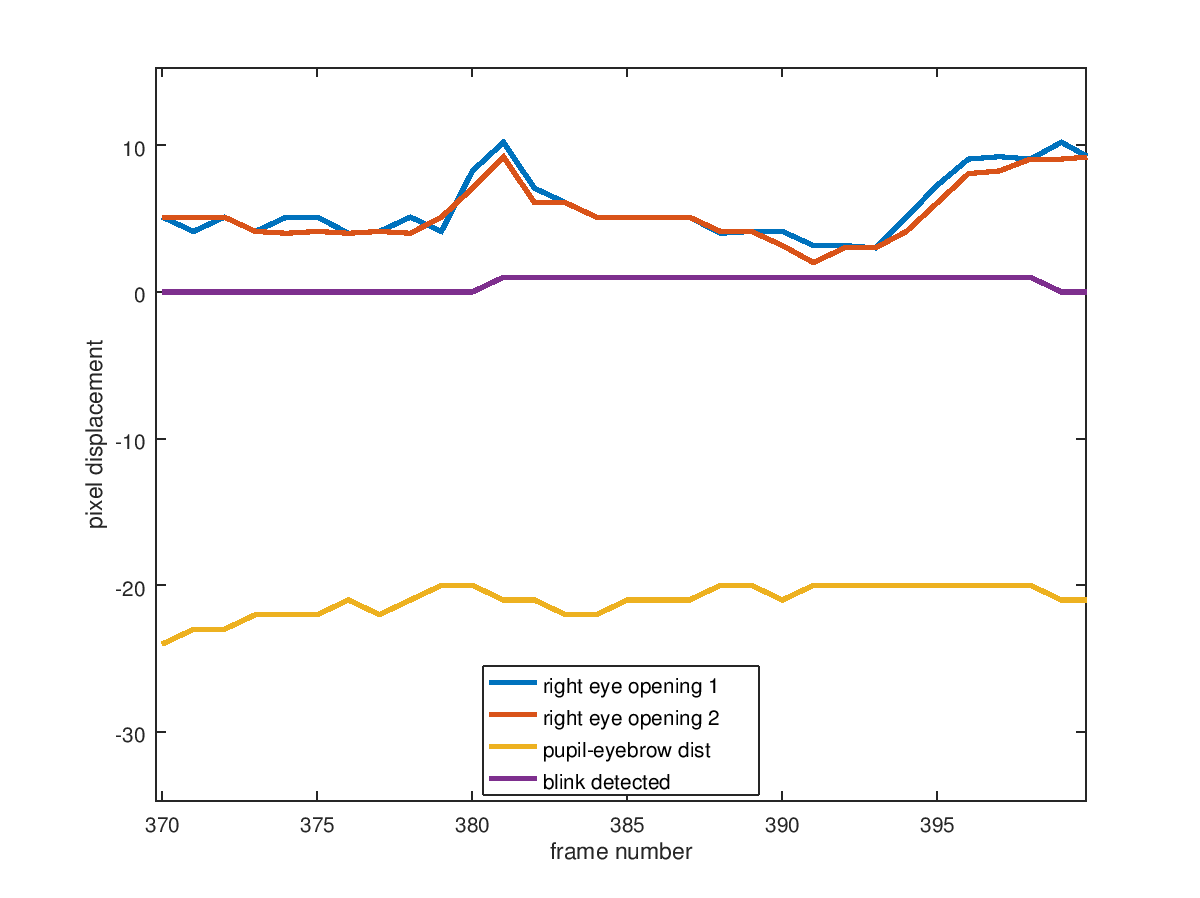 10
0
-10
-20
-30
pixel displacement
right eye opening 1
right eye opening 2
pupil-eyebrow dist
blink detected
370 375 380 385 390 395
frame number